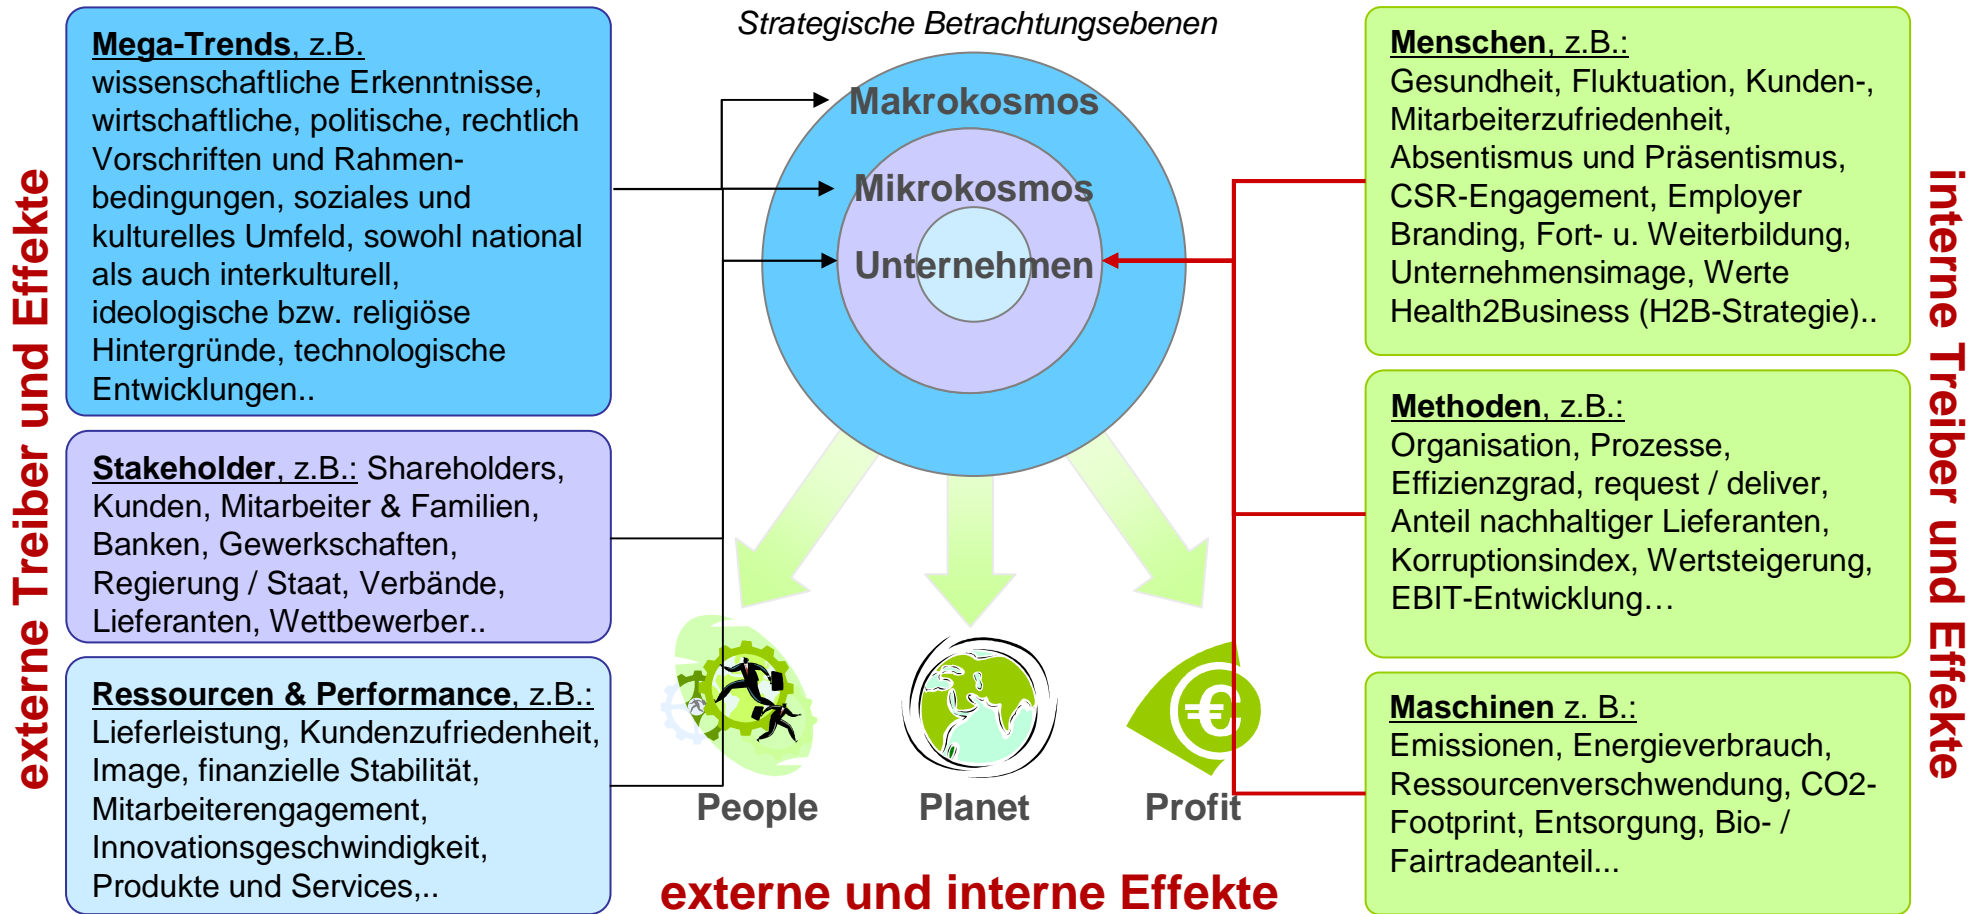 Strategische Betrachtungsebenen
externe Treiber und Effekte
Mega-Trends, z.B.
wissenschaftliche Erkenntnisse,
wirtschaftliche, politische, rechtlich
Vorschriften und Rahmen-
bedingungen, soziales und
kulturelles Umfeld, sowohl national
als auch interkulturell,
ideologische bzw. religiöse
Hintergründe, technologische
Entwicklungen..
Stakeholder, z.B.: Shareholders,
Kunden, Mitarbeiter & Familien,
Banken, Gewerkschaften,
Regierung / Staat, Verbände,
Lieferanten, Wettbewerber..
Ressourcen & Performance, z.B.:
Lieferleistung, Kundenzufriedenheit,
Image, finanzielle Stabilität,
Mitarbeiterengagement,
Innovationsgeschwindigkeit,
Produkte und Services,..
Makrokosmos
Mikrokosmos
Unternehmen
€
People
Planet
Profit
externe und interne Effekte
Menschen, z.B.:
Gesundheit, Fluktuation, Kunden-,
Mitarbeiterzufriedenheit,
Absentismus und Präsentismus,
CSR-Engagement, Employer
Branding, Fort- u. Weiterbildung,
Unternehmensimage, Werte
Health2Business (H2B-Strategie)..
Methoden, z.B.:
Organisation, Prozesse,
Effizienzgrad, request / deliver,
Anteil nachhaltiger Lieferanten,
Korruptionsindex, Wertsteigerung,
EBIT-Entwicklung…
Maschinen z. B.:
Emissionen, Energieverbrauch,
Ressourcenverschwendung, CO2-
Footprint, Entsorgung, Bio- /
Fairtradeanteil...
interne Treiber und Effekte